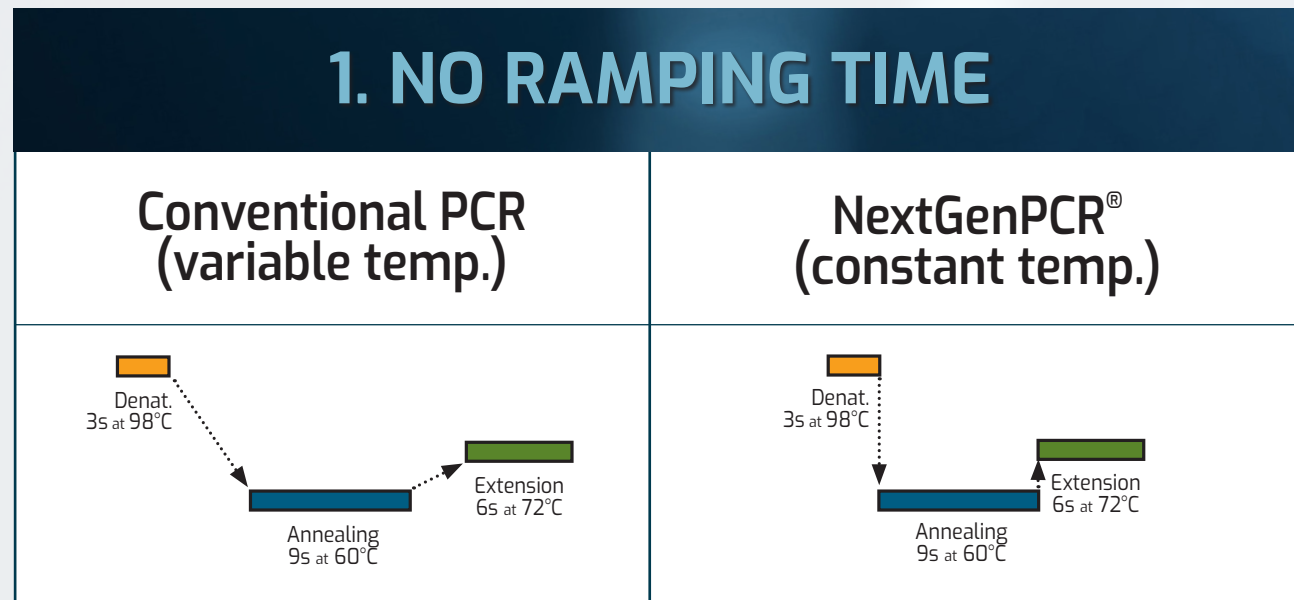 1. NO RAMPING TIME
Conventional PCR
(variable temp.)
NextGenPCR®
(constant temp.)
Denat.
3s at 98°C
Annealing
9s at 60°C
Extension
6s at 72°C
Denat.
3s at 98°C
Annealing
9s at 60°C
Extension
6s at 72°C